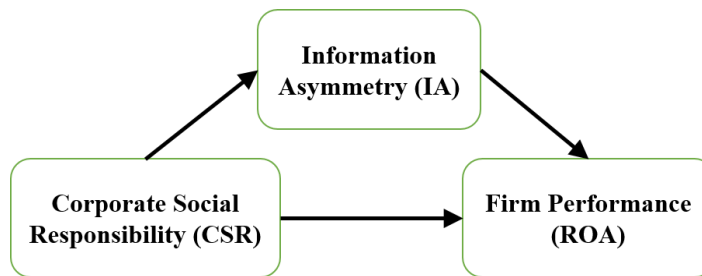 Information
Asymmetry (IA)
Corporate Social
Responsibility (CSR)
Firm Performance
(ROA)